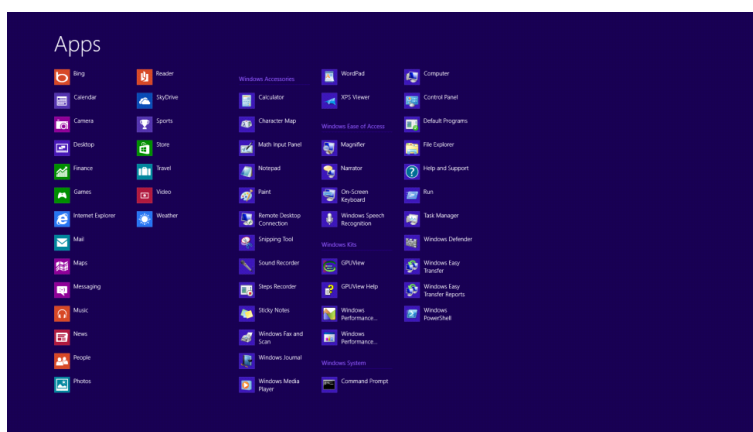 Apps
Bing
Calendar
Camera
Desktop
Finance
Games
Internet Explorer
Mail
Maps
Messaging
Music
News
People
Photos
Reader
SkyDrive
Sports
Store
Travel
Video
Weather
Windows Accessories
Calculator
Character Map
Math Input Panel
Notepad
Paint
Remote Desktop
Connection
Snipping Tool
Sound Recorder
Steps Recorder
Sticky Notes
Windows Fax and
Scan
Windows Journal
Windows Media
Player
WordPad
XPS Viewer
Windows Ease of Access
Magnifier
Narrator
On-Screen
Keyboard
Windows Speech
Recognition
Windows Kits
GPUView
GPUView Help
Windows
Performance...
Windows
Performance...
Windows System
Command Prompt
Computer
Control Panel
Default Programs
File Explorer
Help and Support
Run
Task Manager
Windows Defender
Windows Easy
Transfer
Windows Easy
Transfer Reports
Windows
PowerShell